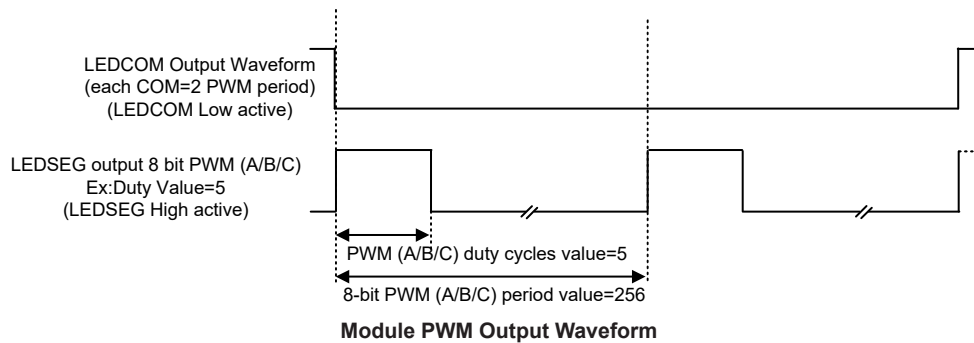 LEDCOM Output Waveform
(each COM=2 PWM period)
(LEDCOM Low active)
LEDSEG output 8 bit PWM (A/B/C)
Ex:Duty Value=5
(LEDSEG High active)
PWM (A/B/C) duty cycles value=5
8-bit PWM (A/B/C) period value=256
Module PWM Output Waveform